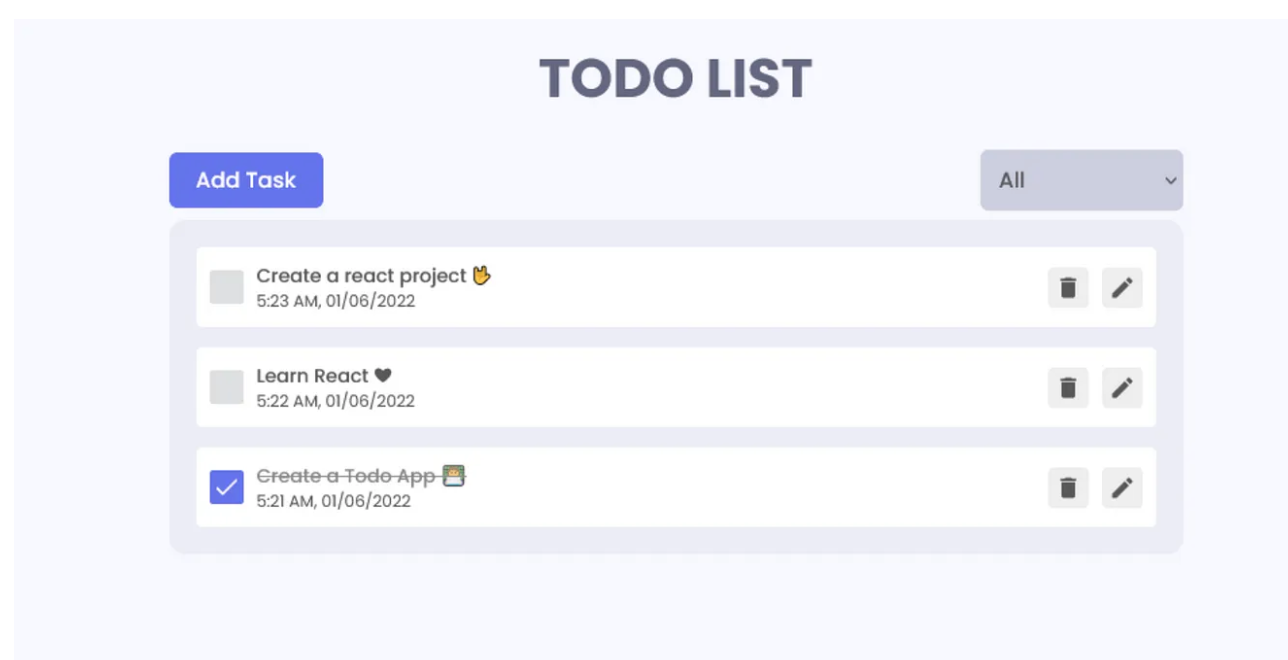 TODO LIST
Add Task
All
Create a react project 🤟
5:23 AM, 01/06/2022
Learn React 🖤
5:22 AM, 01/06/2022
Create a Todo App 👨‍🏫
5:21 AM, 01/06/2022